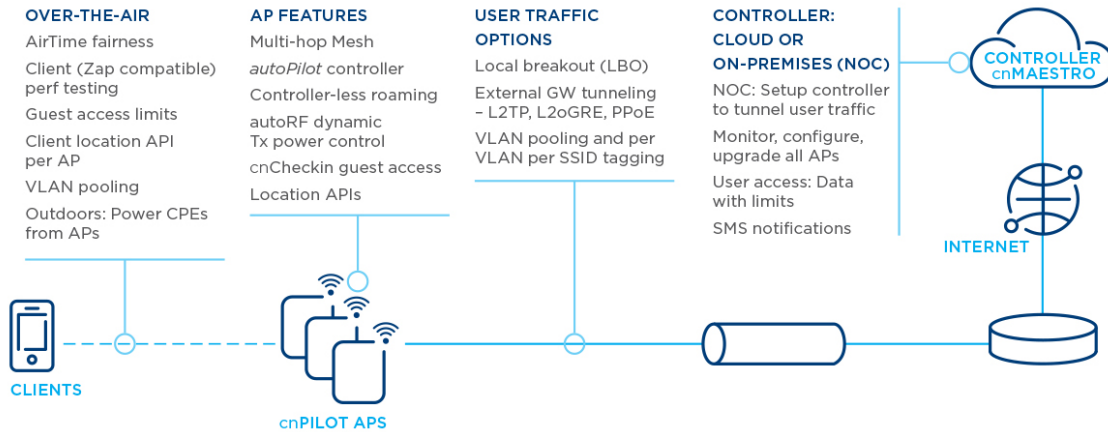 OVER-THE-AIR
AirTime fairness
Client (Zap compatible)
perf testing
Guest access limits
Client location API
per AP
VLAN pooling
Outdoors: Power CPEs
from APs
AP FEATURES
Multi-hop Mesh
autoPilot controller
Controller-less roaming
autoRF dynamic
Tx power control
cnCheckin guest access
Location APIs
USER TRAFFIC
OPTIONS
Local breakout (LBO)
External GW tunneling
– L2TP, L2oGRE, PPoE
VLAN pooling and per
VLAN per SSID tagging
CONTROLLER:
CLOUD OR
ON-PREMISES (NOC)
NOC: Setup controller
to tunnel user traffic
Monitor, configure,
upgrade all APs
User access: Data
with limits
SMS notifications
CONTROLLER
cnMAESTRO
INTERNET
CLIENTS
cnPILOT APS